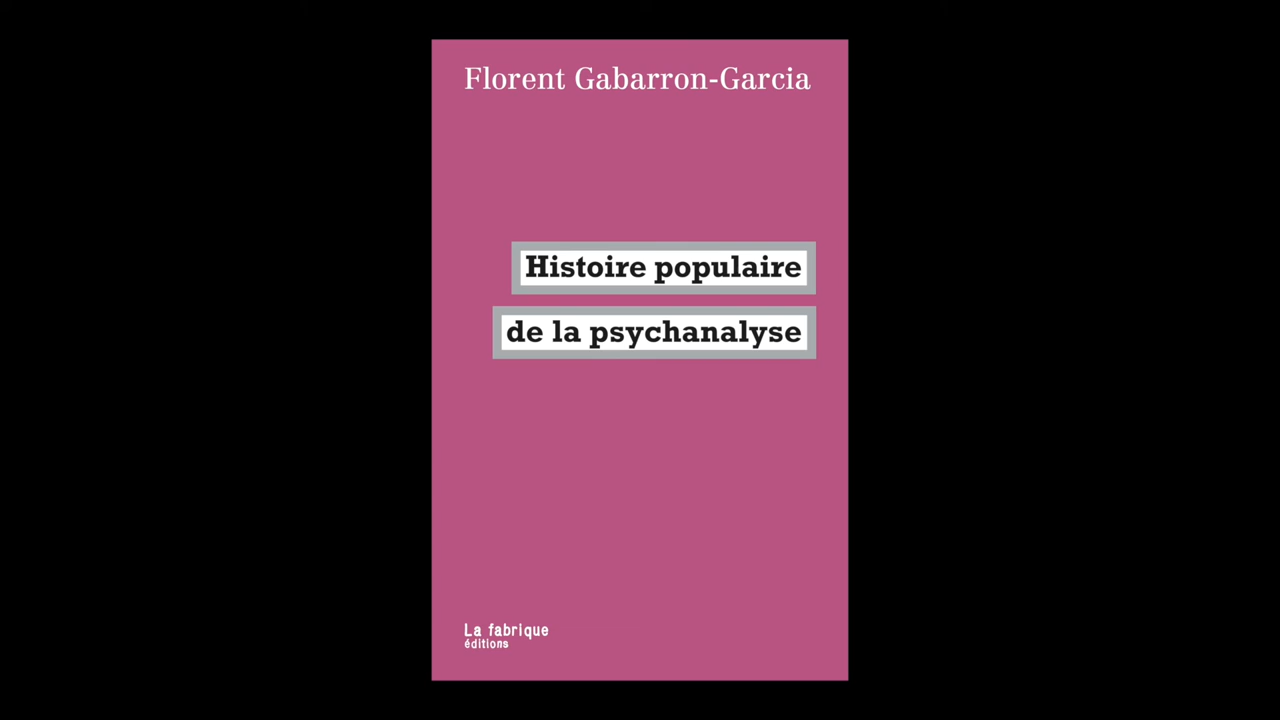 Florent Gabarron-Garcia
Histoire populaire
de la psychanalyse
La fabrique
éditions